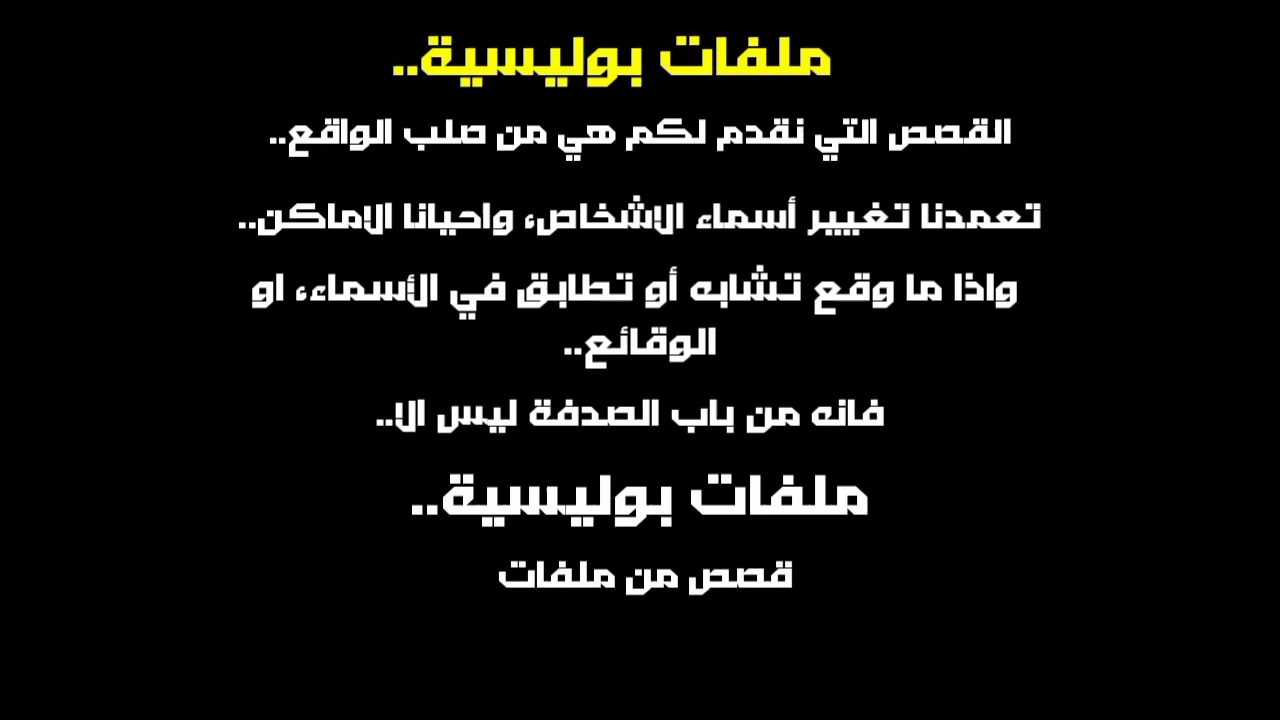 ملفات بوليسية..
القصص التي نقدم لكم هي من صلب الواقع..
تعمدنا تغيير أسماء الاشخاص، واحيانا الاماكن..
واذا ما وقع تشابه أو تطابق في الأسماء، او
الوقائع..
فانه من باب الصدفة ليس الا..
ملفات بوليسية..
قصص من ملفات